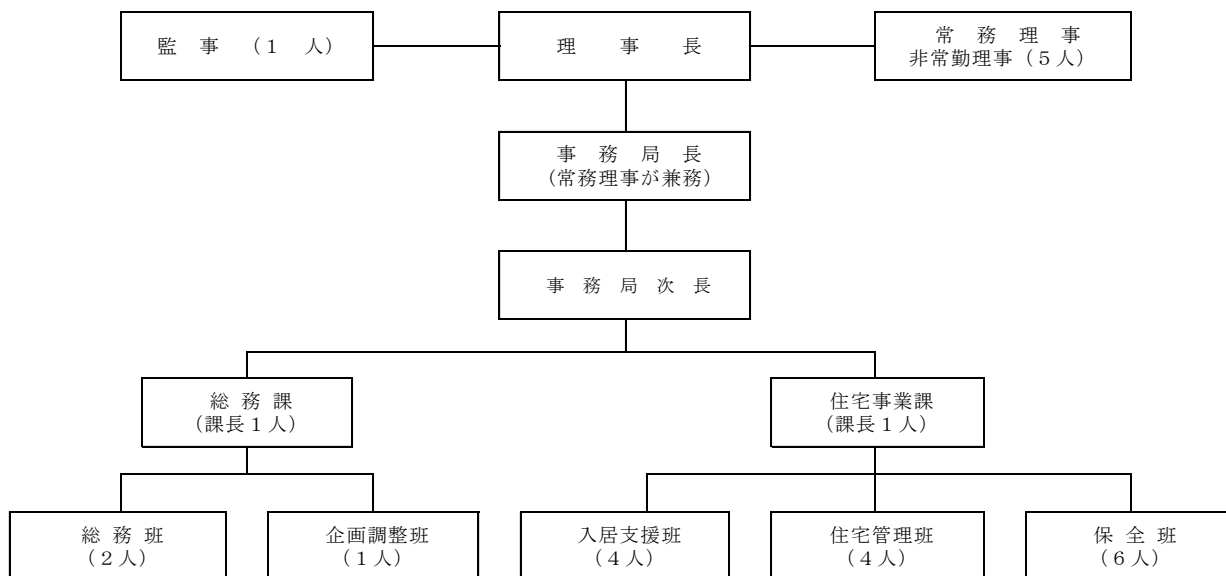 監事（1人）
理事長
常務理事
非常勤理事（5人）
事務局長
（常務理事が兼務）
事務局次長
総務課
（課長1人）
住宅事業課
（課長1人）
総務班
（2人）
企画調整班
（1人）
入居支援班
（4人）
住宅管理班
（4人）
保全班
（6人）